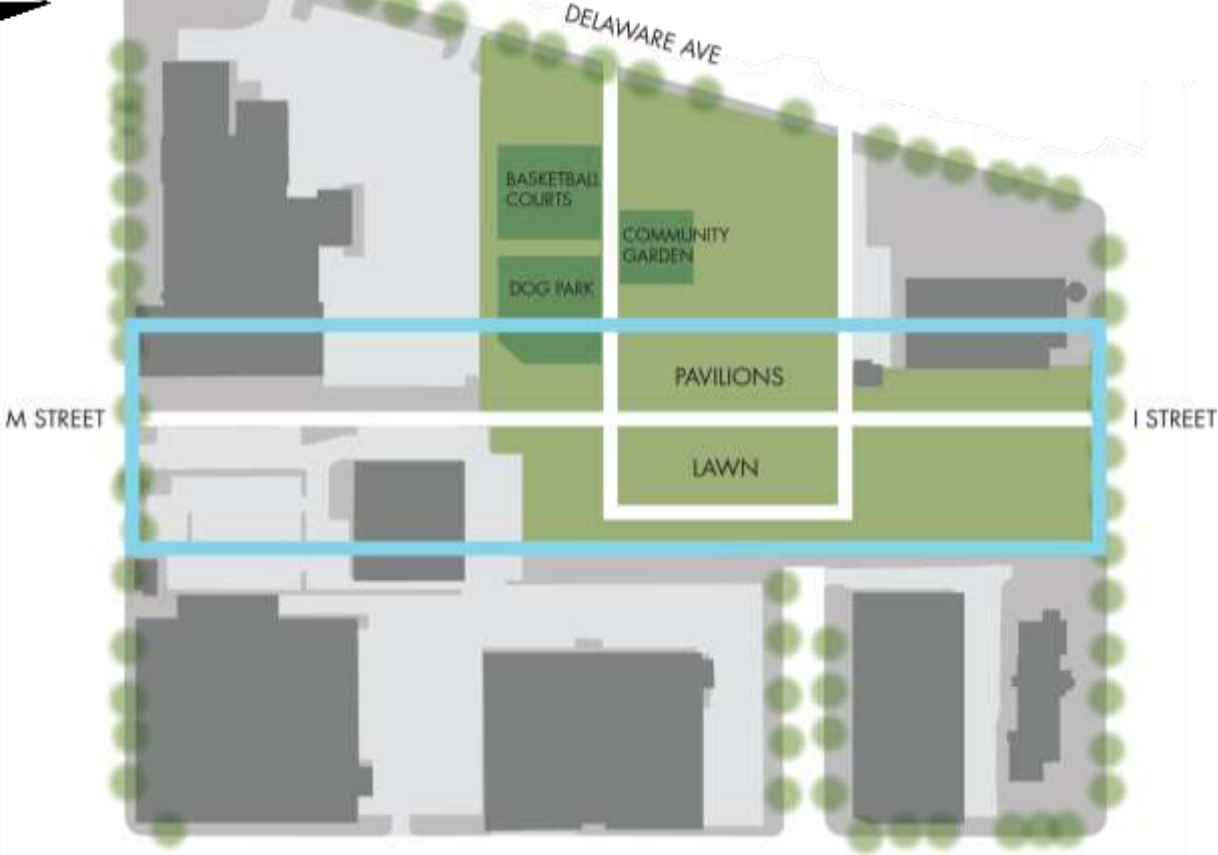 DELAWARE AVE
BASKETBALL
COURTS
COMMUNITY
GARDEN
DOG PARK
PAVILIONS
M STREET
I STREET
LAWN